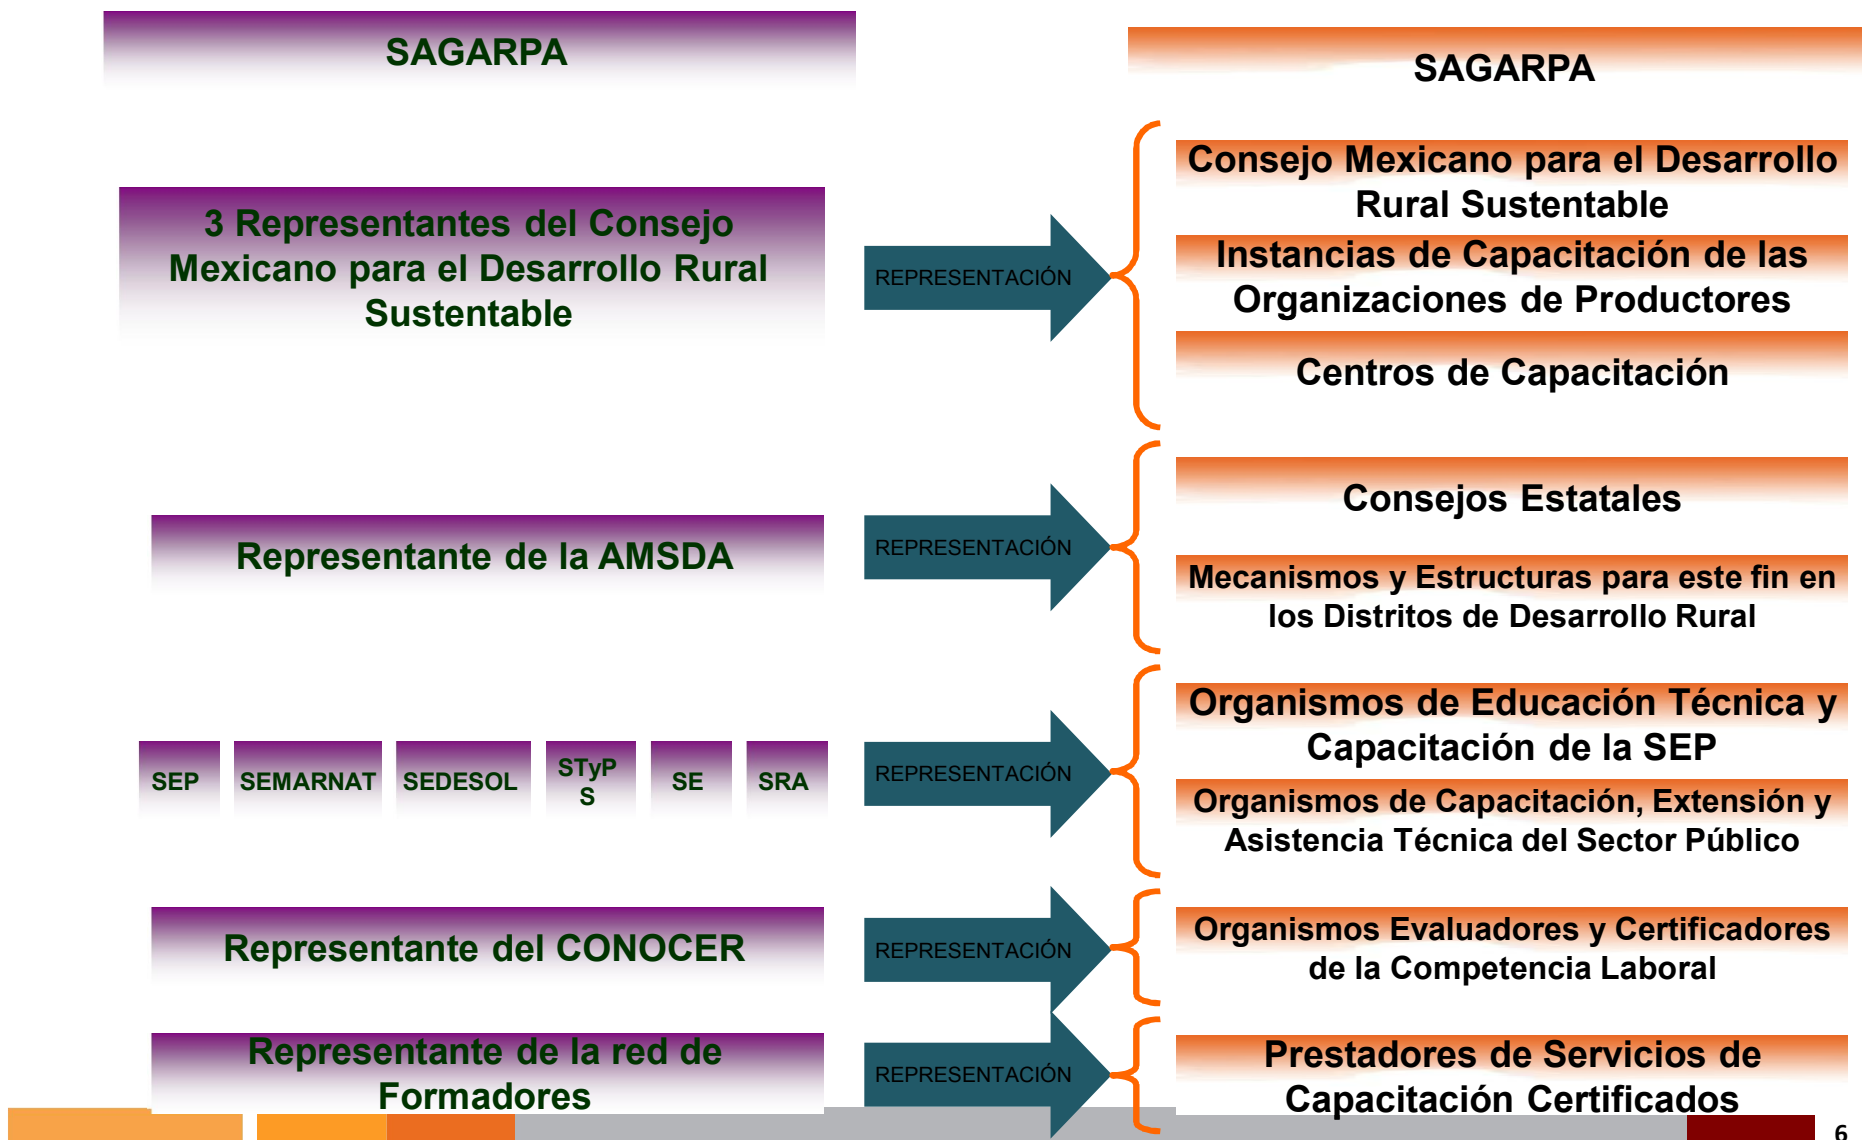 SAGARPA
SAGARPA
3 Representantes del Consejo
Mexicano para el Desarrollo Rural
Sustentable
REPRESENTACIÓN
Consejo Mexicano para el Desarrollo
Rural Sustentable
Instancias de Capacitación de las
Organizaciones de Productores
Centros de Capacitación
Representante de la AMSDA
REPRESENTACIÓN
Consejos Estatales
Mecanismos y Estructuras para este fin en
los Distritos de Desarrollo Rural
SEP
SEMARNAT
SEDESOL
STyP
S
SE
SRA
REPRESENTACIÓN
Organismos de Educación Técnica y
Capacitación de la SEP
Organismos de Capacitación, Extensión y
Asistencia Técnica del Sector Público
Representante del CONOCER
REPRESENTACIÓN
Organismos Evaluadores y Certificadores
de la Competencia Laboral
Representante de la red de
Formadores
REPRESENTACIÓN
Prestadores de Servicios de
Capacitación Certificados
6